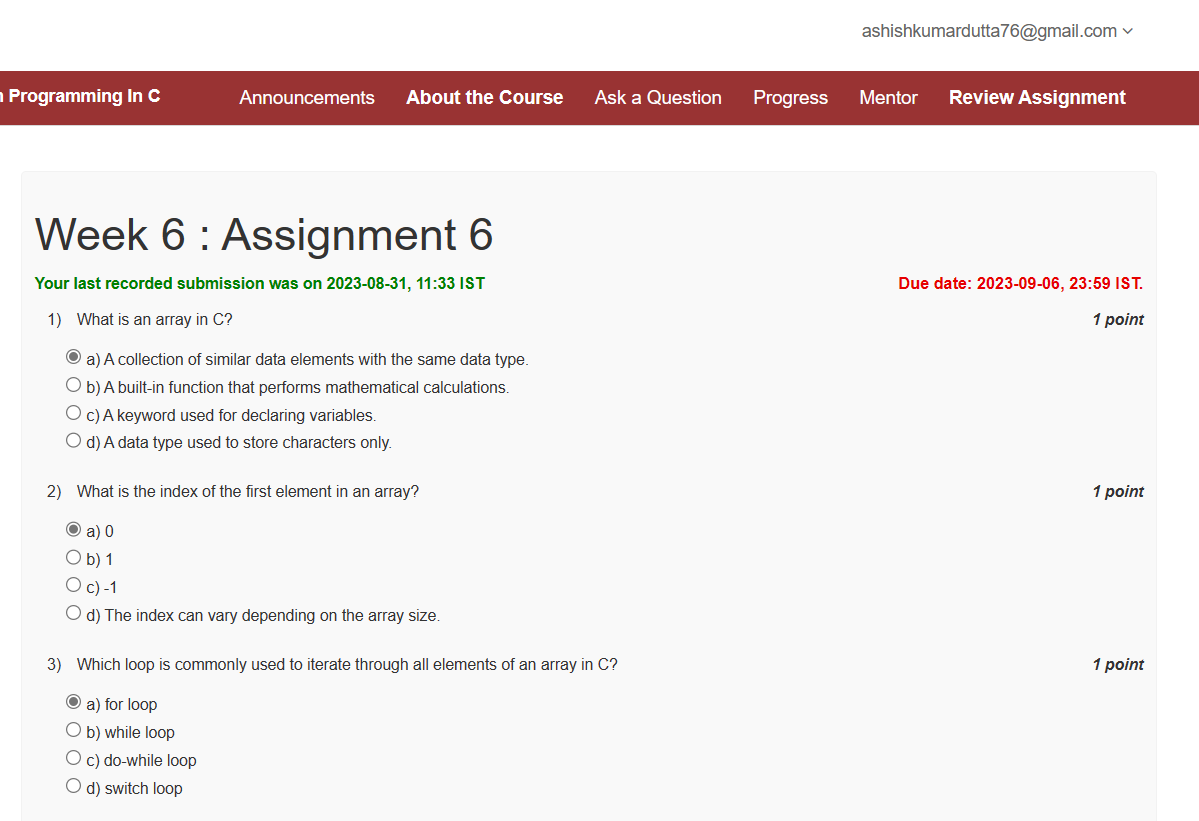 ashishkumardutta76@gmail.com
Programming In C Announcements About the Course Ask a Question Progress Mentor Review Assignment
Week 6 : Assignment 6
Your last recorded submission was on 2023-08-31, 11:33 IST Due date: 2023-09-06, 23:59 IST.
1) What is an array in C? 1 point
a) A collection of similar data elements with the same data type.
b) A built-in function that performs mathematical calculations.
c) A keyword used for declaring variables.
d) A data type used to store characters only.
2) What is the index of the first element in an array? 1 point
a) 0
b) 1
c) -1
d) The index can vary depending on the array size.
3) Which loop is commonly used to iterate through all elements of an array in C? 1 point
a) for loop
b) while loop
c) do-while loop
d) switch loop